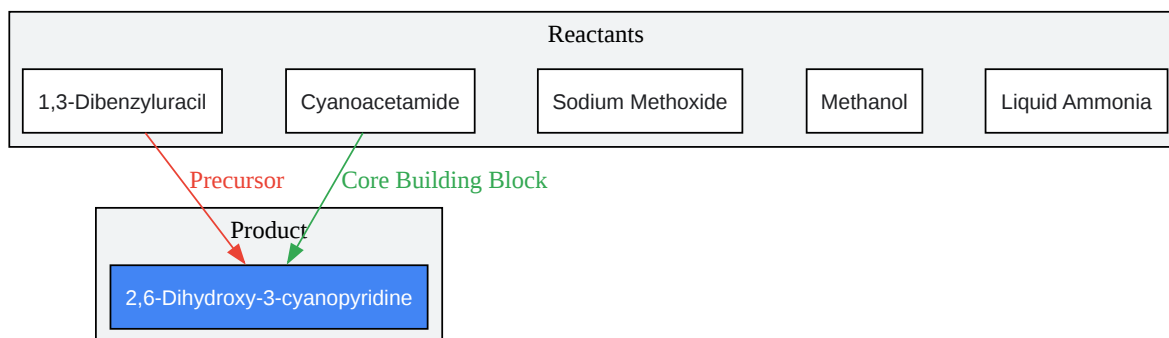 Reactants
1,3-Dibenzyluracil
Cyanoacetamide
Sodium Methoxide
Methanol
Liquid Ammonia
Precursor
Core Building Block
Product
2,6-Dihydroxy-3-cyanopyridine